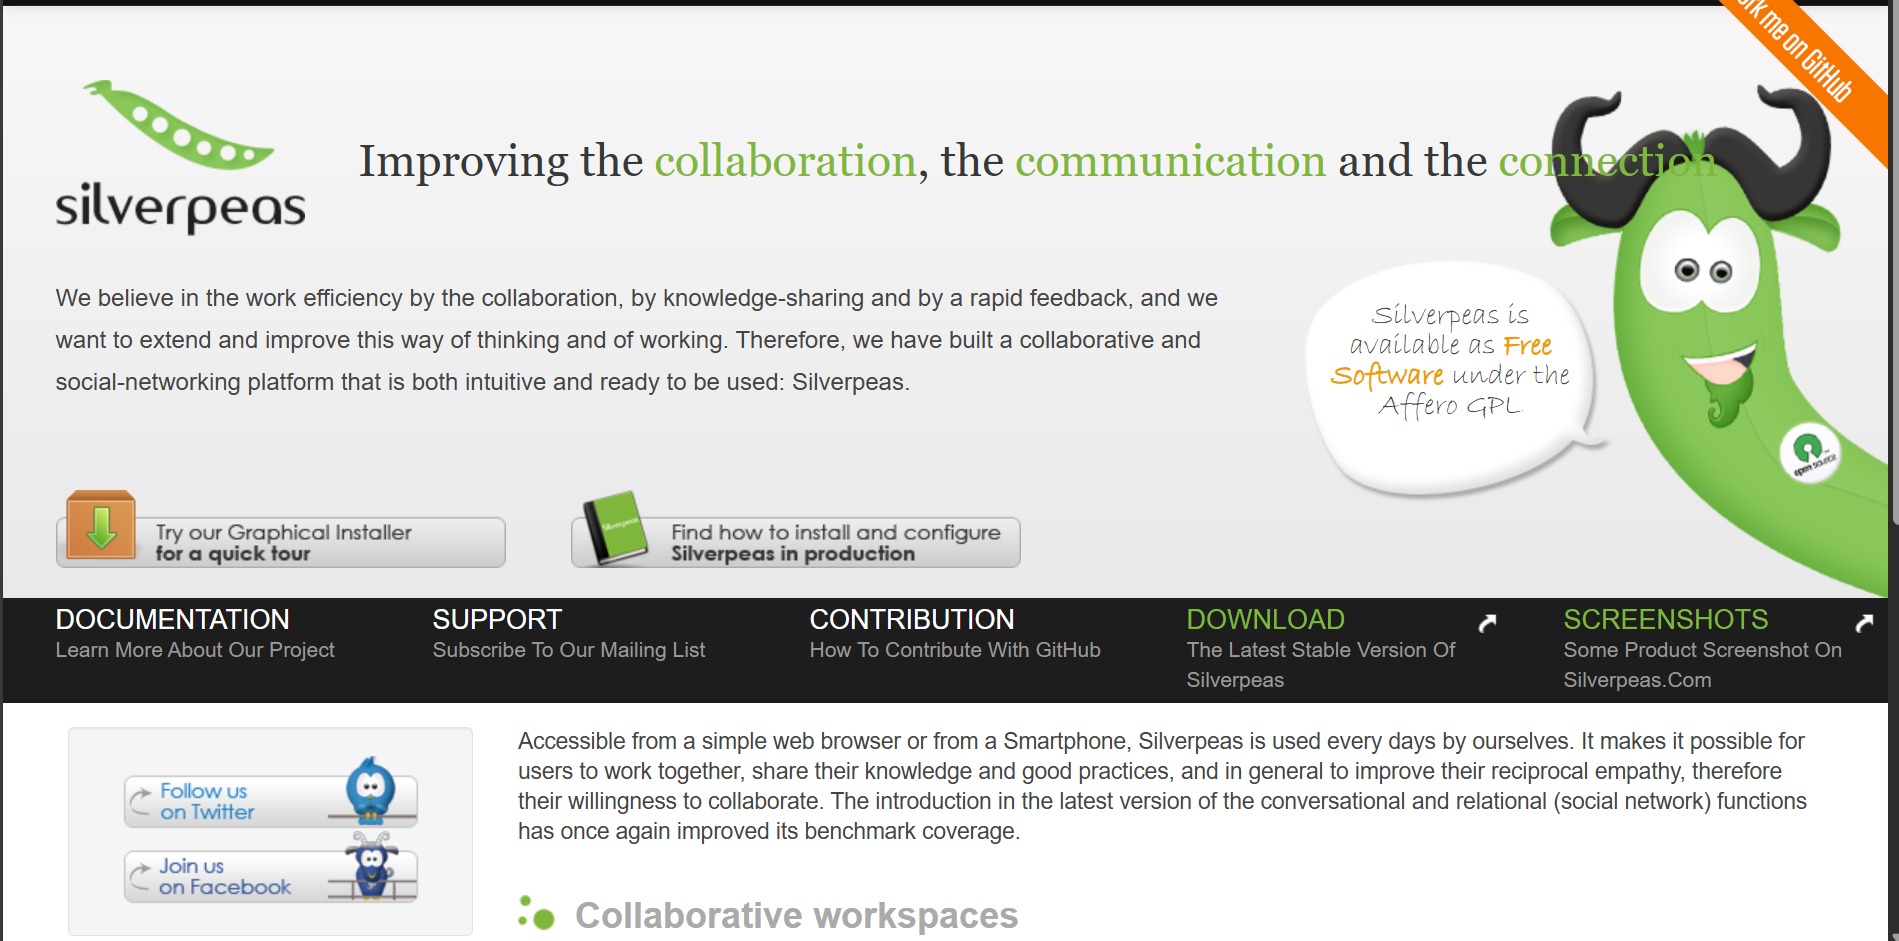 ork me on GitHub
silverpeas
Improving the collaboration, the communication and the connection
We believe in the work efficiency by the collaboration, by knowledge-sharing and by a rapid feedback, and we
want to extend and improve this way of thinking and of working. Therefore, we have built a collaborative and
social-networking platform that is both intuitive and ready to be used: Silverpeas.
Silverpeas is
available as Free
Software under the
Affero GPL
open source
Try our Graphical Installer
for a quick tour
Silverpeas
Find how to install and configure
Silverpeas in production
DOCUMENTATION
Learn More About Our Project
SUPPORT
Subscribe To Our Mailing List
CONTRIBUTION
How To Contribute With GitHub
DOWNLOAD
The Latest Stable Version Of
Silverpeas
SCREENSHOTS
Some Product Screenshot On
Silverpeas.Com
Follow us
on Twitter
Join us
on Facebook
Accessible from a simple web browser or from a Smartphone, Silverpeas is used every days by ourselves. It makes it possible for
users to work together, share their knowledge and good practices, and in general to improve their reciprocal empathy, therefore
their willingness to collaborate. The introduction in the latest version of the conversational and relational (social network) functions
has once again improved its benchmark coverage.
Collaborative workspaces